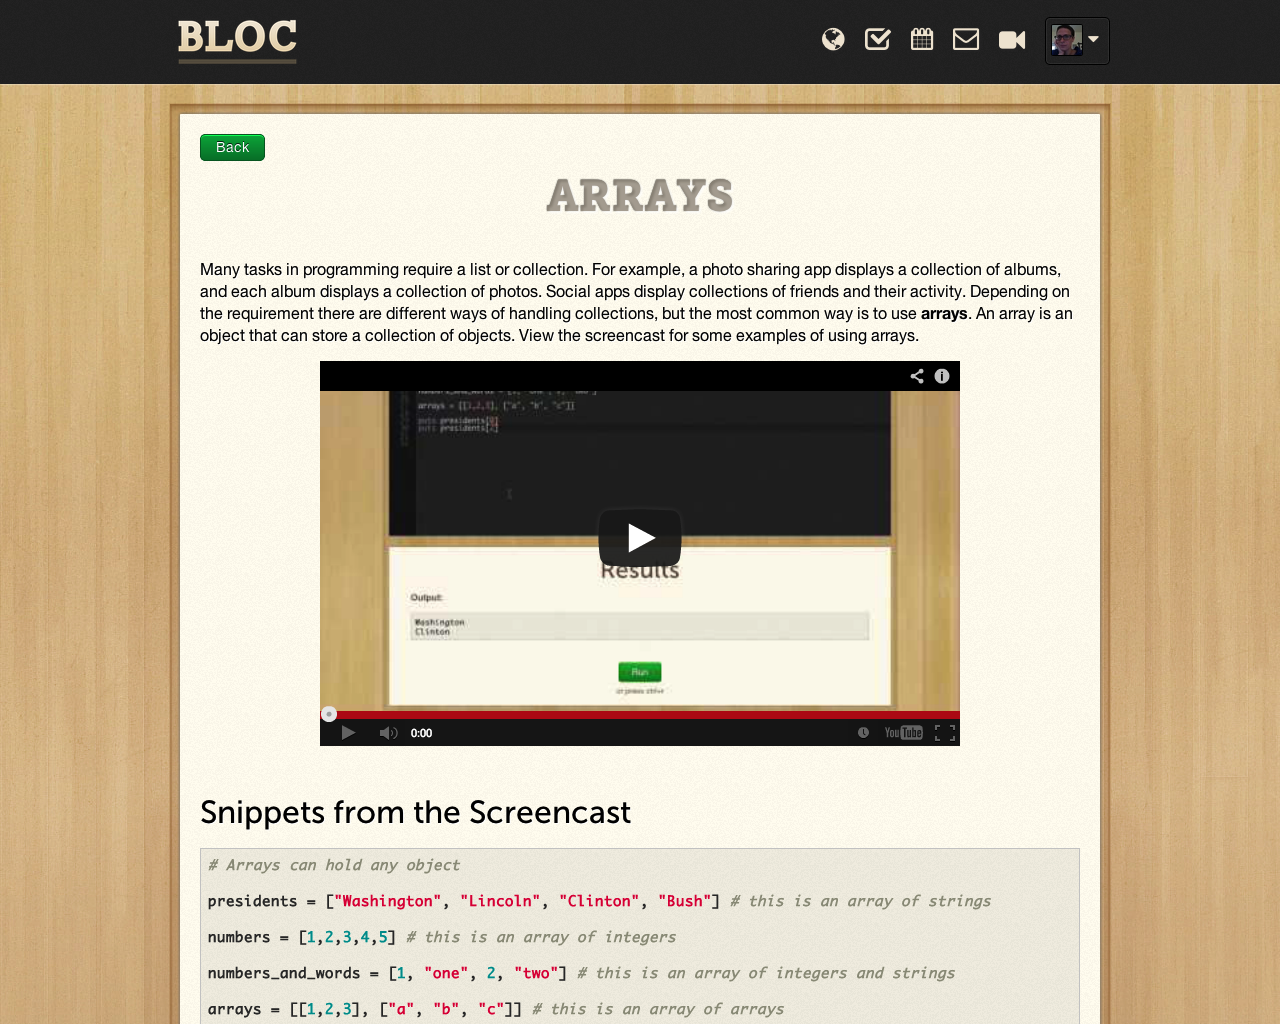 BLOC
Back
ARRAYS
Many tasks in programming require a list or collection. For example, a photo sharing app displays a collection of albums,
and each album displays a collection of photos. Social apps display collections of friends and their activity. Depending on
the requirement there are different ways of handling collections, but the most common way is to use arrays. An array is an
object that can store a collection of objects. View the screencast for some examples of using arrays.
arrays = [[1,2,3], ["a", "b", "c"]]
puts presidents[0]
puts presidents[2]
Results
Output:
Washington
Clinton
Run
or press ctrl+r
0:00
YouTube
Snippets from the Screencast
# Arrays can hold any object
presidents = ["Washington", "Lincoln", "Clinton", "Bush"] # this is an array of strings
numbers = [1,2,3,4,5] # this is an array of integers
numbers_and_words = [1, "one", 2, "two"] # this is an array of integers and strings
arrays = [[1,2,3], ["a", "b", "c"]] # this is an array of arrays